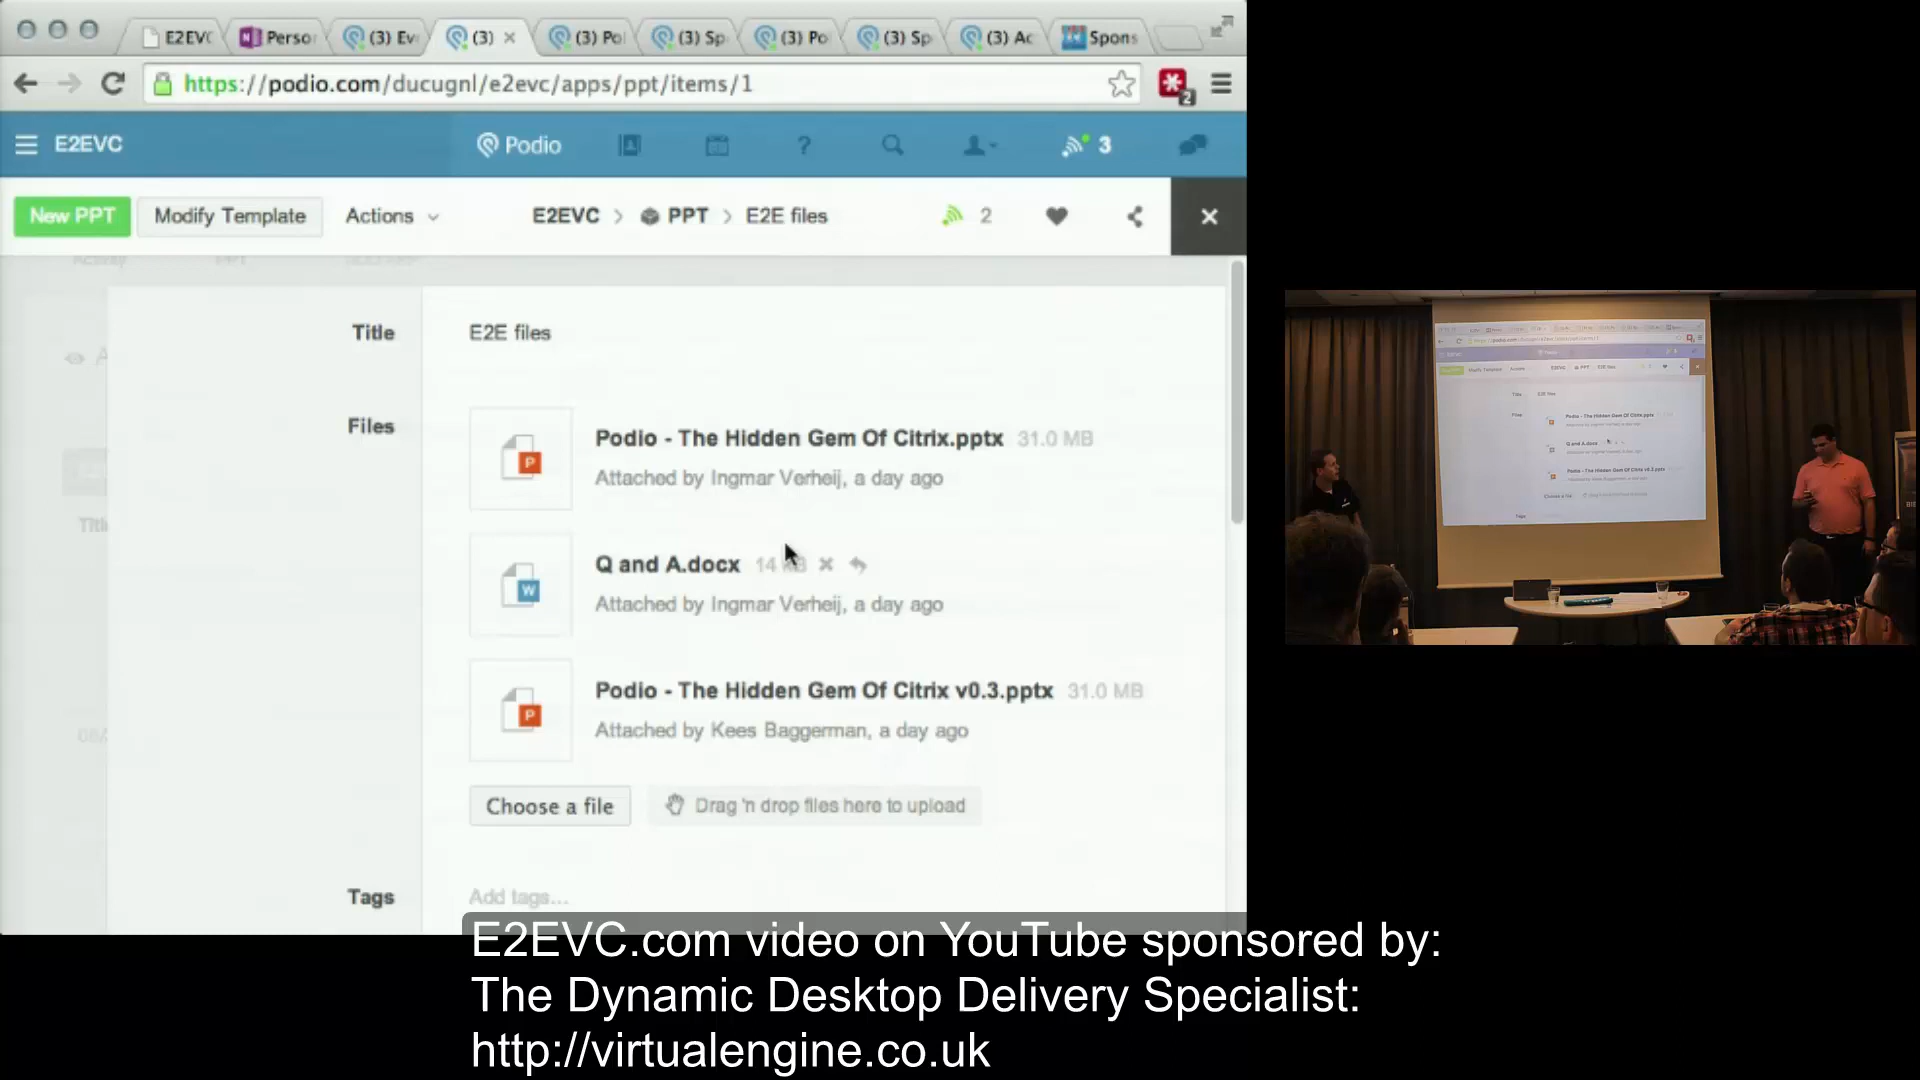 E2EVC
Perso
(3) Ev
(3)
(3) Po
(3) Sp
(3) Po
(3) Sp
(3) Ac
Spons
https://podio.com/ducugnl/e2evc/apps/ppt/items/1
2
E2EVC
Podio
?
3
New PPT
Modify Template
Actions
E2EVC > PPT > E2E files
2
Title
E2E files
Files
Podio - The Hidden Gem Of Citrix.pptx 31.0 MB
Attached by Ingmar Verheij, a day ago
Q and A.docx
Attached by Ingmar Verheij, a day ago
Podio - The Hidden Gem Of Citrix v0.3.pptx 31.0 MB
Attached by Kees Baggerman, a day ago
Choose a file
Drag 'n drop files here to upload
Tags
Add tags...
E2EVC.com video on YouTube sponsored by:
The Dynamic Desktop Delivery Specialist:
http://virtualengine.co.uk